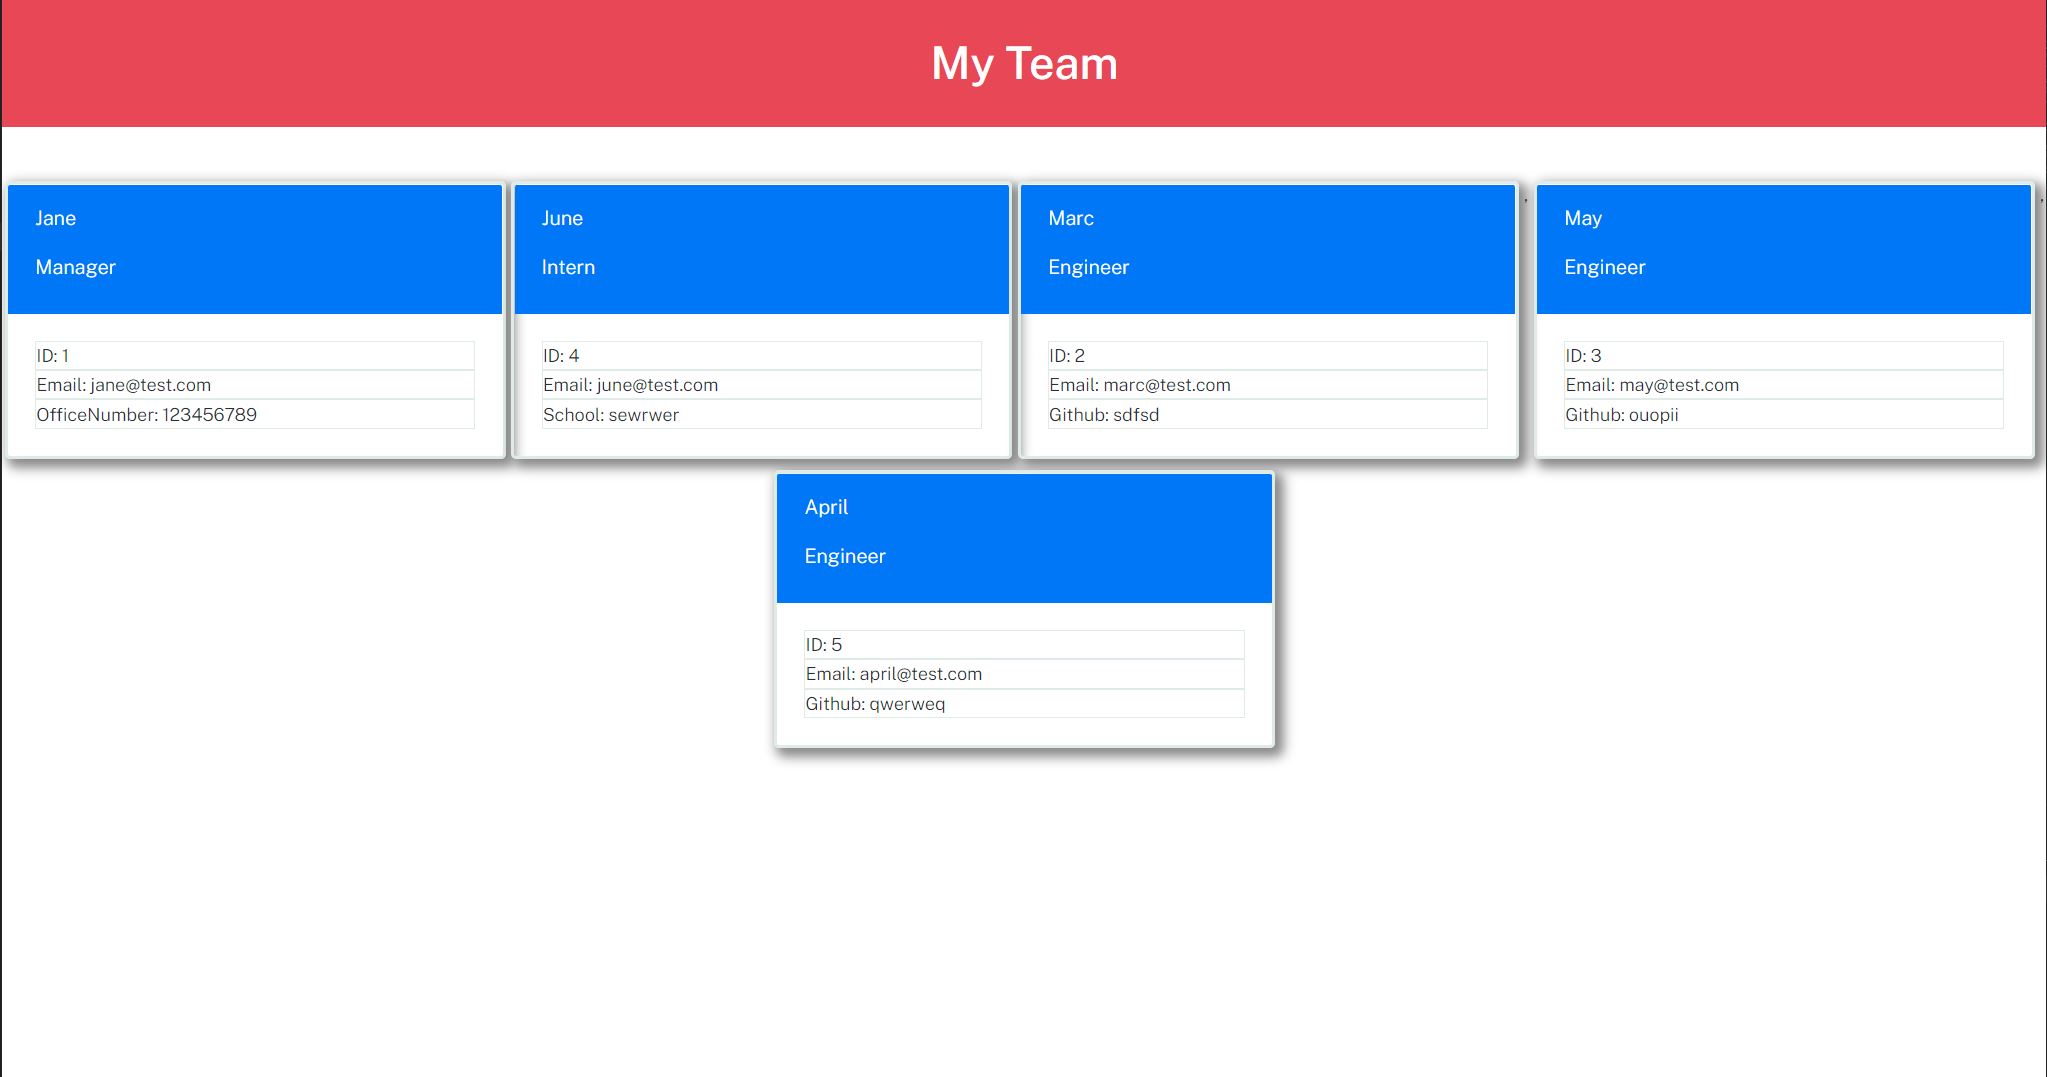 My Team
Jane
Manager
ID: 1
Email: jane@test.com
OfficeNumber: 123456789
June
Intern
ID: 4
Email: june@test.com
School: sewrwer
Marc
Engineer
ID: 2
Email: marc@test.com
Github: sdfsd
,
May
Engineer
ID: 3
Email: may@test.com
Github: ouopii
,
April
Engineer
ID: 5
Email: april@test.com
Github: qwerweq